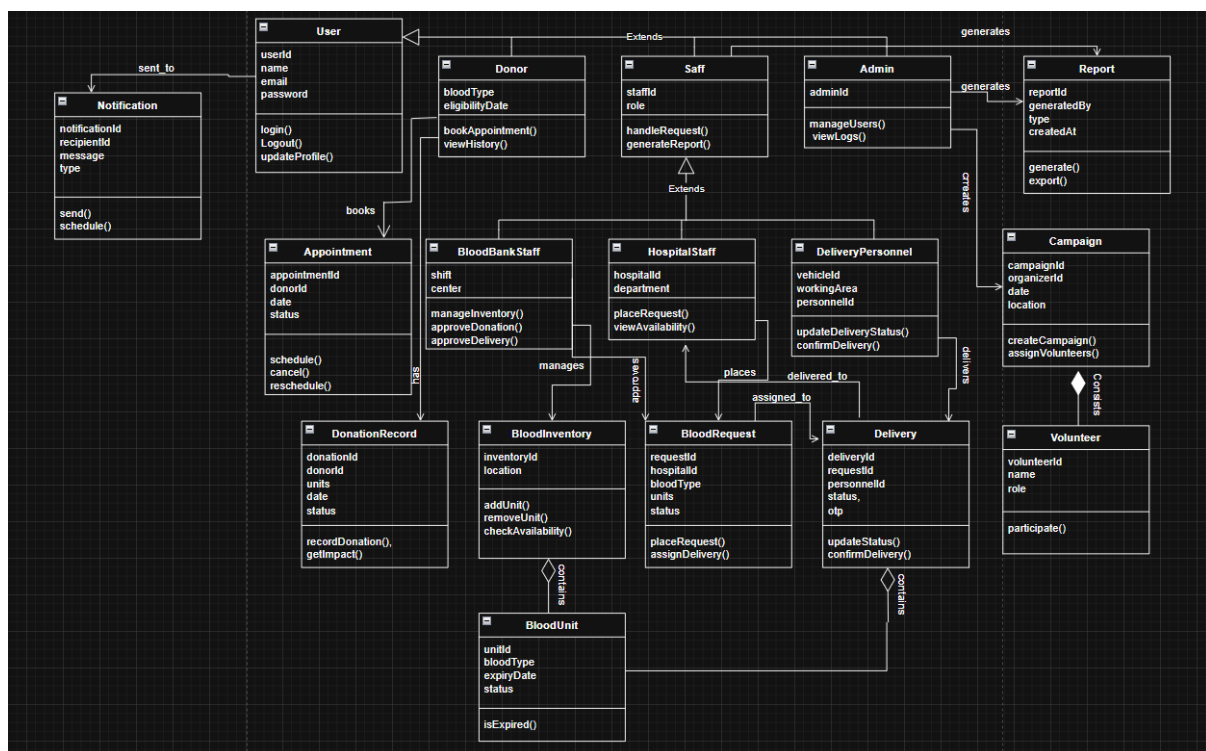 User
userId
name
email
password
login()
Logout()
updateProfile()
Extends
generates
sent_to
Notification
notificationId
recipientId
message
type
send()
schedule()
Donor
bloodType
eligibilityDate
bookAppointment()
viewHistory()
Saff
staffId
role
handleRequest()
generateReport()
Admin
adminId
manageUsers()
viewLogs()
generates
Report
reportId
generatedBy
type
createdAt
generate()
export()
Extends
books
crreates
Appointment
appointmentId
donorId
date
status
schedule()
cancel()
reschedule()
BloodBankStaff
shift
center
manageInventory()
approveDonation()
approveDelivery()
HospitalStaff
hospitalId
department
placeRequest()
viewAvailability()
DeliveryPersonnel
vehicleId
workingArea
personnelId
updateDeliveryStatus()
confirmDelivery()
Campaign
campaignId
organizerId
date
location
createCampaign()
assignVolunteers()
has
manages
places
delivered_to
delivers
assigned_to
Consists
DonationRecord
donationId
donorId
units
date
status
recordDonation(),
getImpact()
BloodInventory
inventoryId
location
addUnit()
removeUnit()
checkAvailability()
BloodRequest
requestId
hospitalId
bloodType
units
status
placeRequest()
assignDelivery()
Delivery
deliveryId
requestId
personnelId
status,
otp
updateStatus()
confirmDelivery()
Volunteer
volunteerId
name
role
participate()
contains
contains
BloodUnit
unitId
bloodType
expiryDate
status
isExpired()